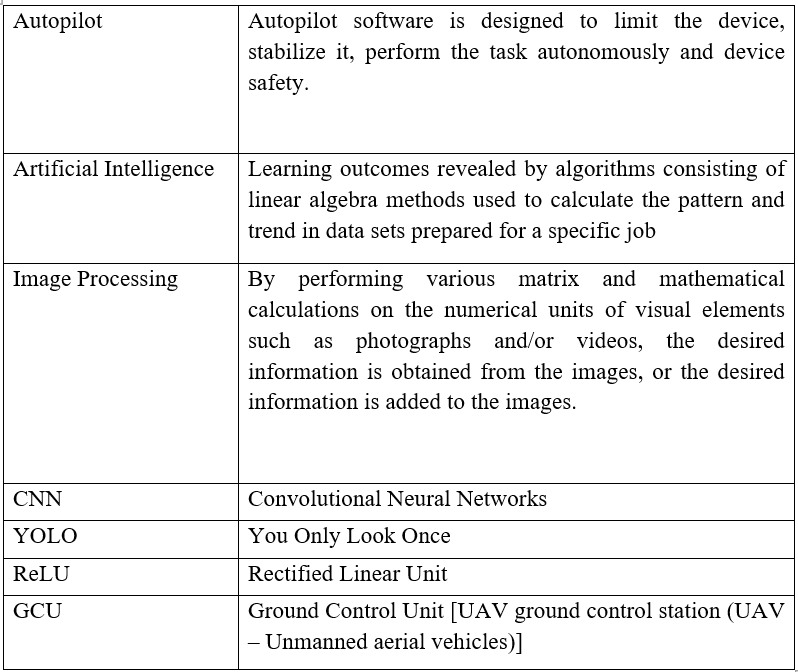 Autopilot
Autopilot software is designed to limit the device,
stabilize it, perform the task autonomously and device
safety.
Artificial Intelligence
Learning outcomes revealed by algorithms consisting of
linear algebra methods used to calculate the pattern and
trend in data sets prepared for a specific job
Image Processing
By performing various matrix and mathematical
calculations on the numerical units of visual elements
such as photographs and/or videos, the desired
information is obtained from the images, or the desired
information is added to the images.
CNN
Convolutional Neural Networks
YOLO
You Only Look Once
ReLU
Rectified Linear Unit
GCU
Ground Control Unit [UAV ground control station (UAV
– Unmanned aerial vehicles)]